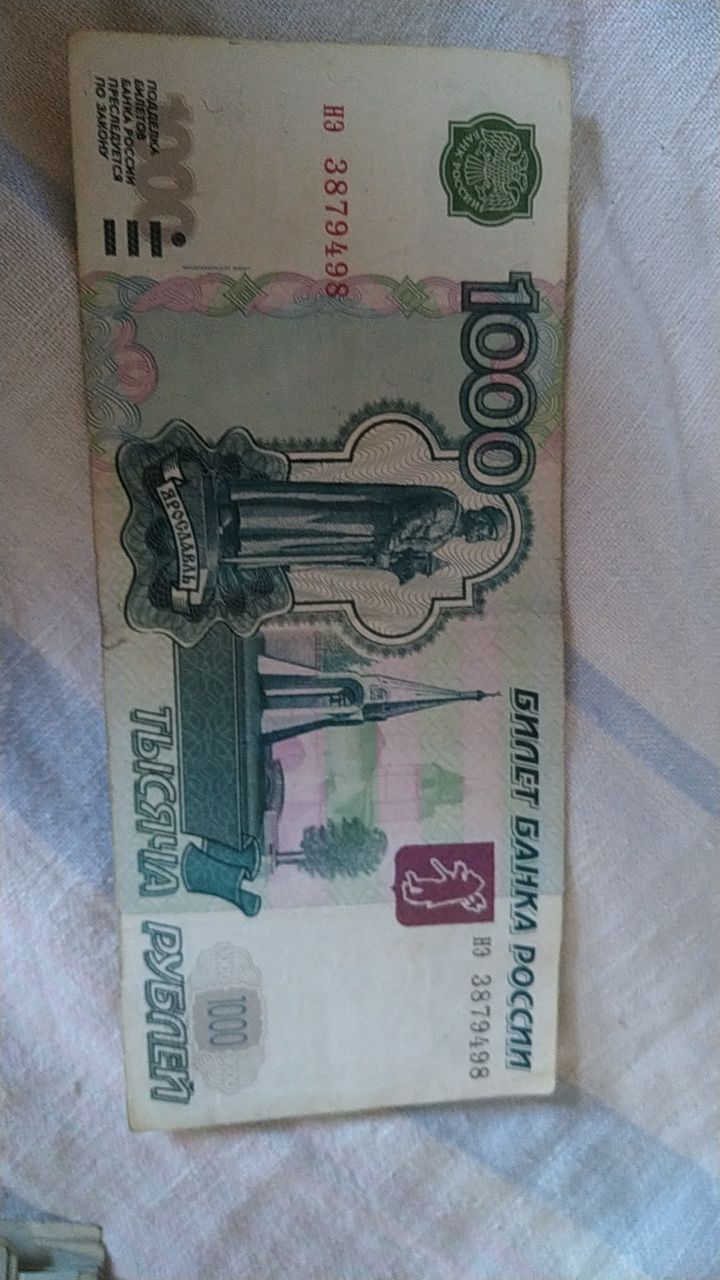 1000
БИЛЕТ БАНКА РОССИИ
БАНК РОССИИ
нэ 3879498
нэ 3879498
1000
1000
ЯРОСЛАВЛЬ
ТЫСЯЧА РУБЛЕЙ
ПОДДЕЛКА
БИЛЕТОВ
БАНКА РОССИИ
ПРЕСЛЕДУЕТСЯ
ПО ЗАКОНУ